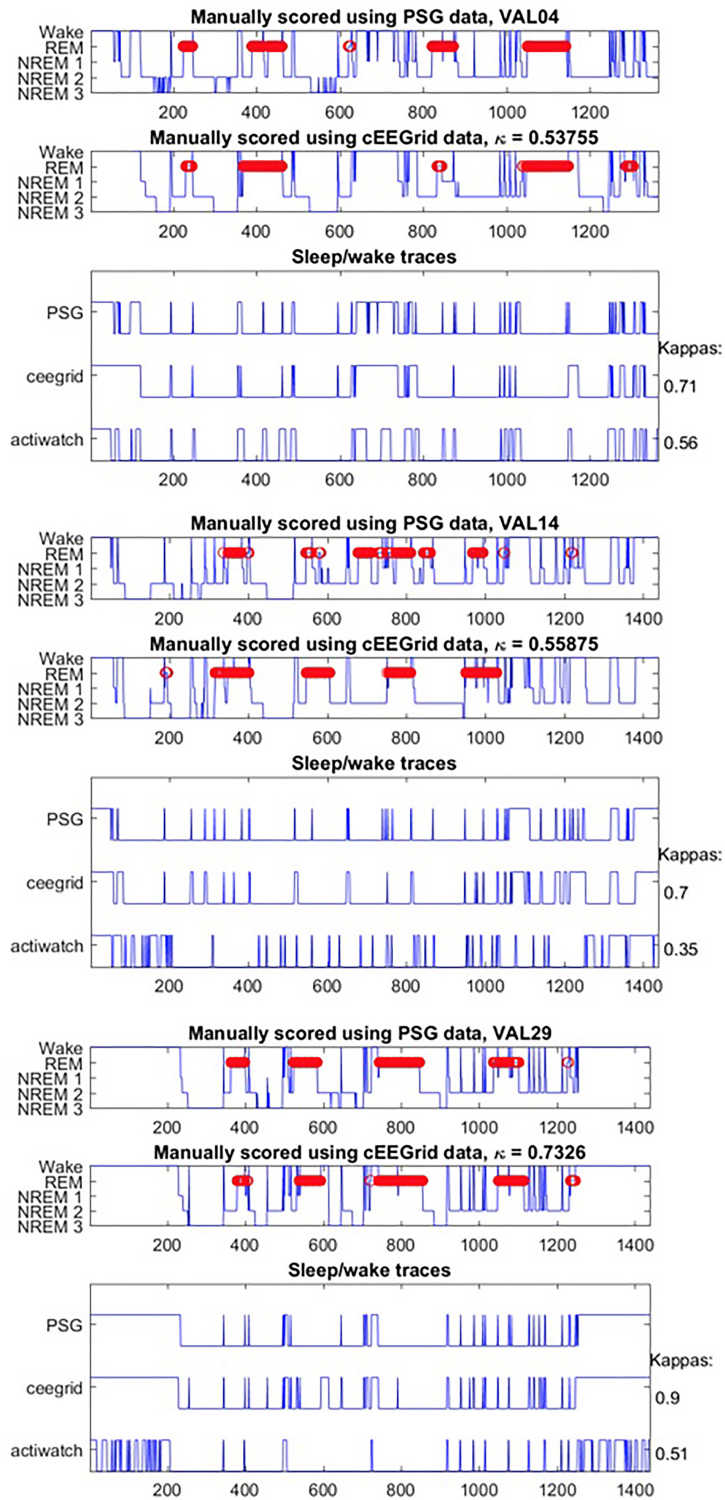 Manually scored using PSG data, VAL04
Wake
REM
NREM 1
NREM 2
NREM 3
200 400 600 800 1000 1200
Manually scored using cEEGrid data, κ = 0.53755
Wake
REM
NREM 1
NREM 2
NREM 3
200 400 600 800 1000 1200
Sleep/wake traces
PSG
Kappas:
ceegrid
0.71
actiwatch
0.56
200 400 600 800 1000 1200
Manually scored using PSG data, VAL14
Wake
REM
NREM 1
NREM 2
NREM 3
200 400 600 800 1000 1200 1400
Manually scored using cEEGrid data, κ = 0.55875
Wake
REM
NREM 1
NREM 2
NREM 3
200 400 600 800 1000 1200 1400
Sleep/wake traces
PSG
Kappas:
ceegrid
0.7
actiwatch
0.35
200 400 600 800 1000 1200 1400
Manually scored using PSG data, VAL29
Wake
REM
NREM 1
NREM 2
NREM 3
200 400 600 800 1000 1200 1400
Manually scored using cEEGrid data, κ = 0.7326
Wake
REM
NREM 1
NREM 2
NREM 3
200 400 600 800 1000 1200 1400
Sleep/wake traces
PSG
Kappas:
ceegrid
0.9
actiwatch
0.51
200 400 600 800 1000 1200 1400